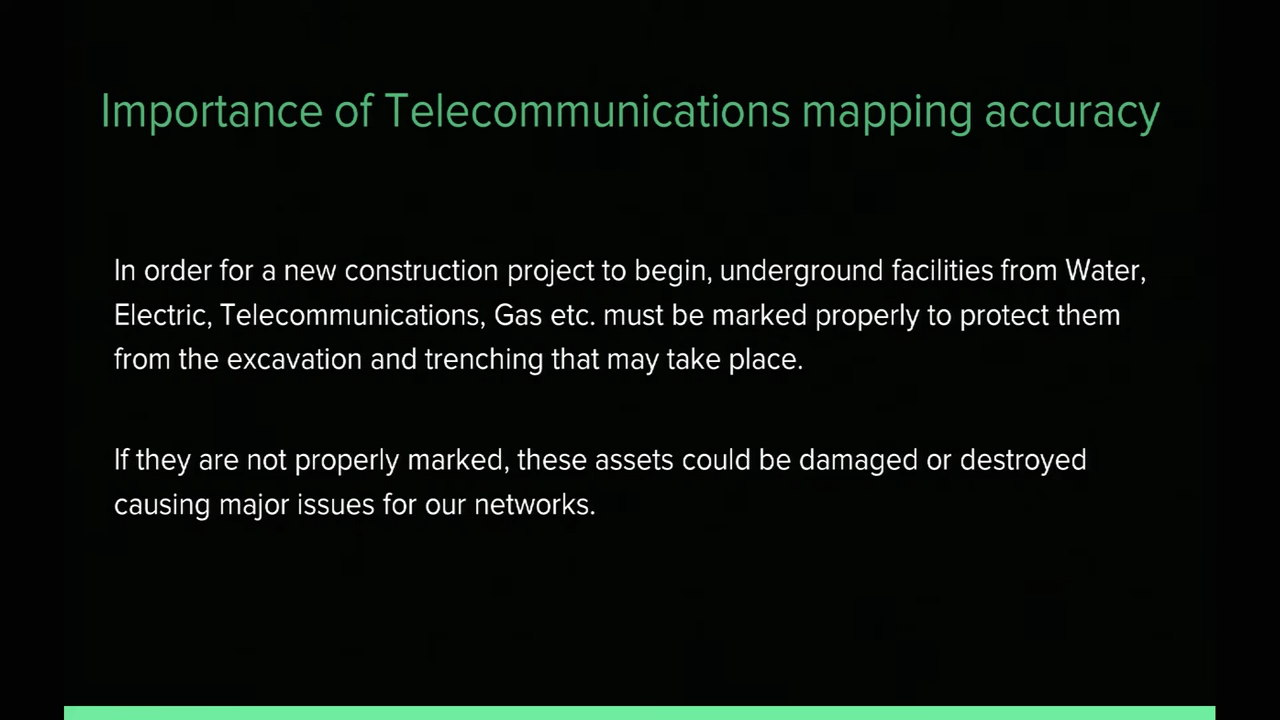 Importance of Telecommunications mapping accuracy
In order for a new construction project to begin, underground facilities from Water,
Electric, Telecommunications, Gas etc. must be marked properly to protect them
from the excavation and trenching that may take place.
If they are not properly marked, these assets could be damaged or destroyed
causing major issues for our networks.